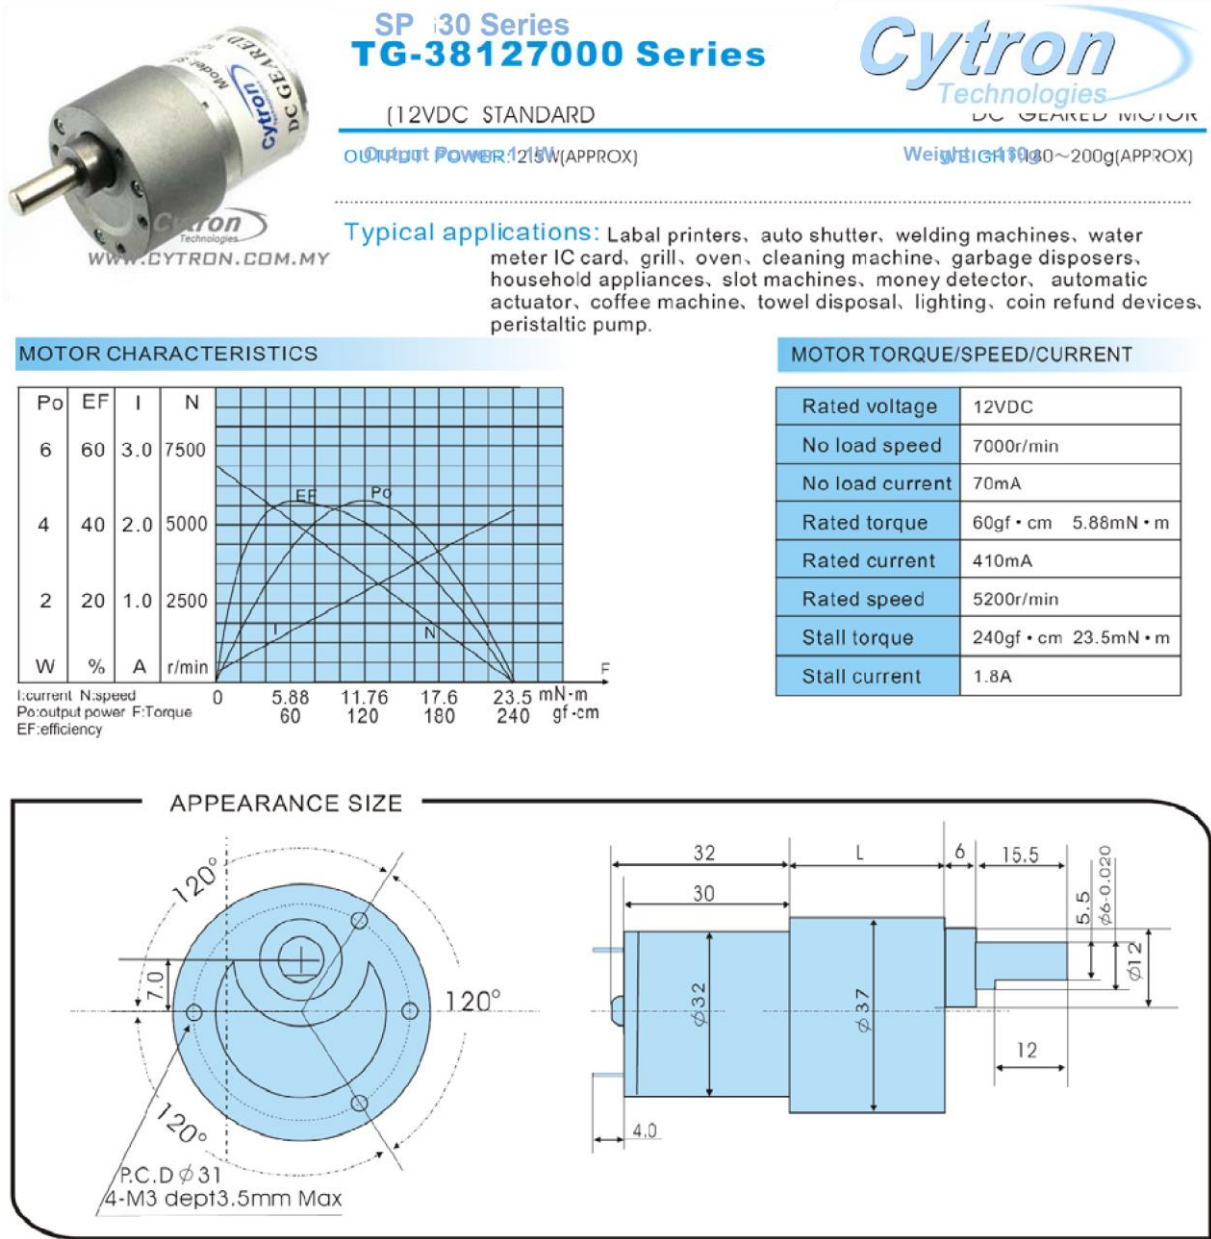 SP 30 Series
TG-38127000 Series
Cytron
Technologies
(12VDC STANDARD
DC GEARED MOTOR
(APPROX)
180~200g(APPROX)
DC GEARED
Model:
Cytron
Cytron
Technologies
WWW.CYTRON.COM.MY
Typical applications: Labal printers、auto shutter、welding machines、water
meter IC card、grill、oven、cleaning machine、garbage disposers、
household appliances、slot machines、money detector、 automatic
actuator、coffee machine、towel disposal、lighting、coin refund devices、
peristaltic pump.
MOTOR CHARACTERISTICS
Po EF I N
6 60 3.0 7500
4 40 2.0 5000
2 20 1.0 2500
W % A r/min
EF
Po
I
N
F
0 5.88 11.76 17.6 23.5 mN·m
60 120 180 240 gf·cm
I:current N:speed
Po:output power F:Torque
EF:efficiency
MOTOR TORQUE/SPEED/CURRENT
Rated voltage 12VDC
No load speed 7000r/min
No load current 70mA
Rated torque 60gf·cm 5.88mN·m
Rated current 410mA
Rated speed 5200r/min
Stall torque 240gf·cm 23.5mN·m
Stall current 1.8A
APPEARANCE SIZE
120°
7.0
120°
120°
P.C.D ϕ31
4-M3 dept3.5mm Max
32
L
6
15.5
30
5.5
ϕ6-0.020
ϕ12
ϕ32
ϕ37
12
4.0